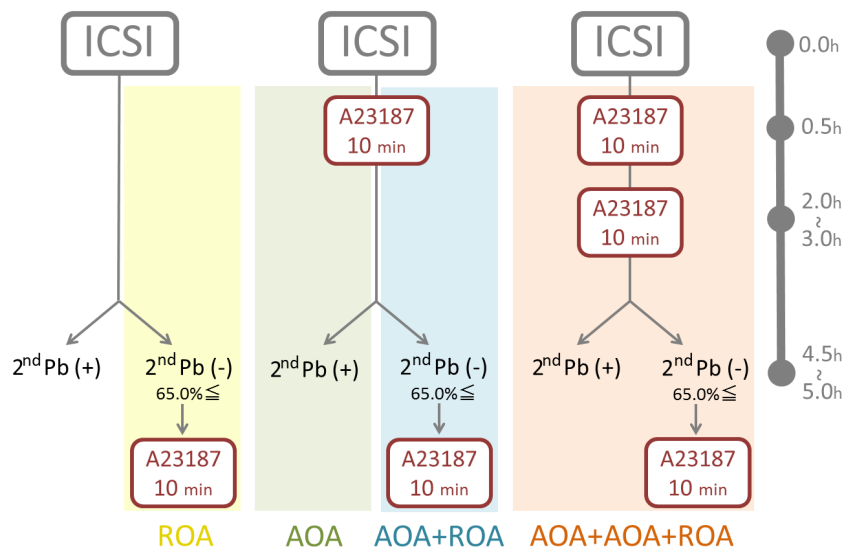 ICSI
ICSI
ICSI
0.0h
A23187
10 min
A23187
10 min
0.5h
A23187
10 min
2.0h
~
3.0h
2nd Pb (+)
2nd Pb (-)
65.0%≦
2nd Pb (+)
2nd Pb (-)
65.0%≦
2nd Pb (+)
2nd Pb (-)
65.0%≦
4.5h
~
5.0h
A23187
10 min
A23187
10 min
A23187
10 min
ROA
AOA
AOA+ROA
AOA+AOA+ROA